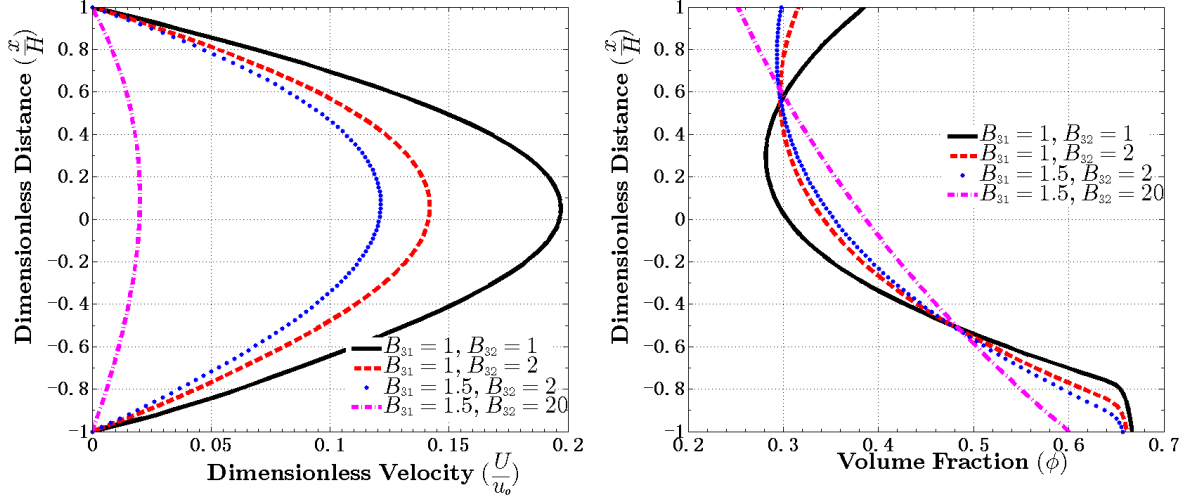 Dimensionless Distance (x/H)
1
0.8
0.6
0.4
0.2
0
−0.2
−0.4
−0.6
−0.8
−1
B₃₁ = 1, B₃₂ = 1
B₃₁ = 1, B₃₂ = 2
B₃₁ = 1.5, B₃₂ = 2
B₃₁ = 1.5, B₃₂ = 20
0 0.05 0.1 0.15 0.2
Dimensionless Velocity (U/uₒ)
Dimensionless Distance (x/H)
1
0.8
0.6
0.4
0.2
0
−0.2
−0.4
−0.6
−0.8
−1
B₃₁ = 1, B₃₂ = 1
B₃₁ = 1, B₃₂ = 2
B₃₁ = 1.5, B₃₂ = 2
B₃₁ = 1.5, B₃₂ = 20
0.2 0.3 0.4 0.5 0.6 0.7
Volume Fraction (ϕ)